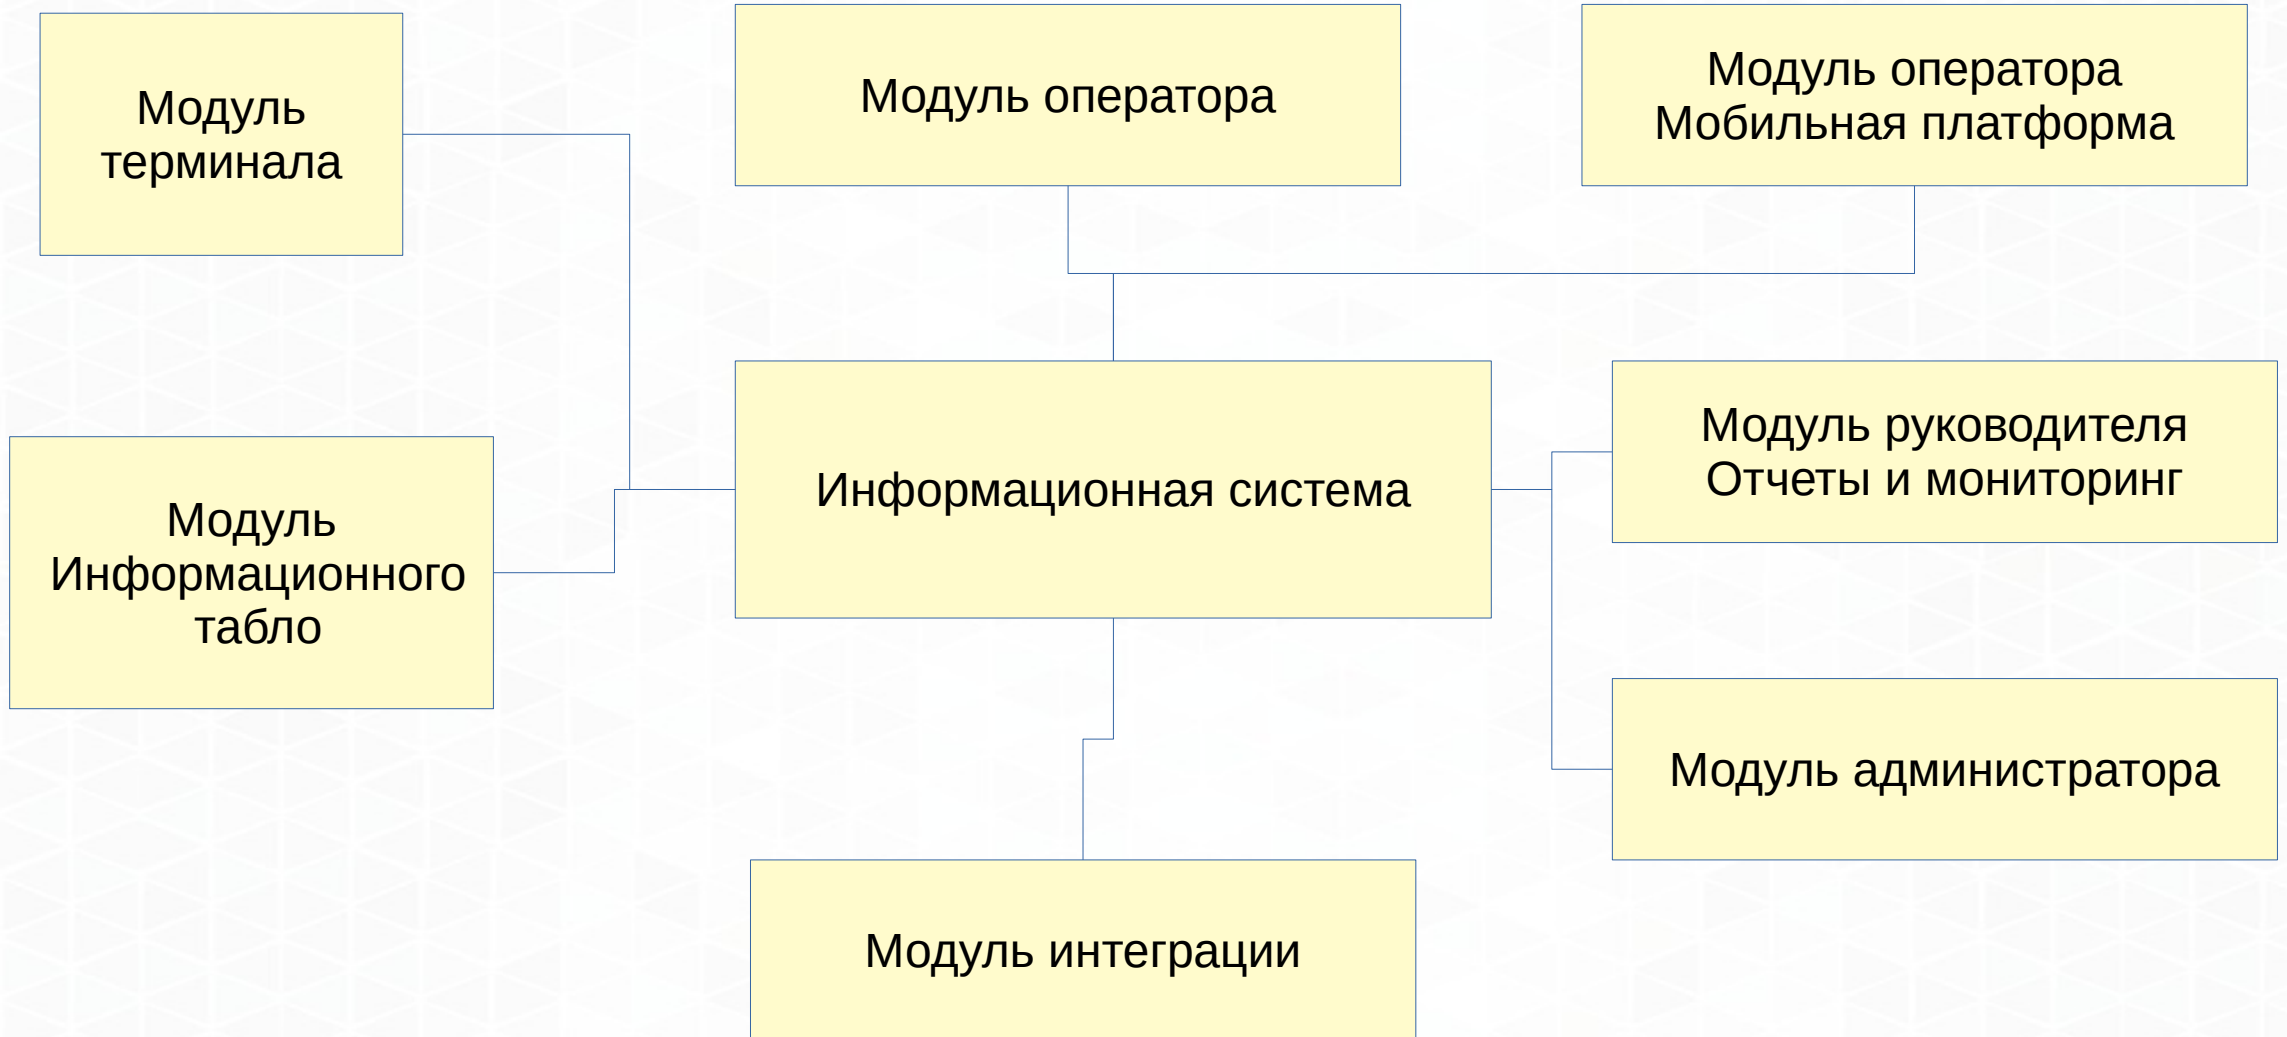 Модуль
терминала
Модуль оператора
Модуль оператора
Мобильная платформа
Модуль
Информационного
табло
Информационная система
Модуль руководителя
Отчеты и мониторинг
Модуль администратора
Модуль интеграции